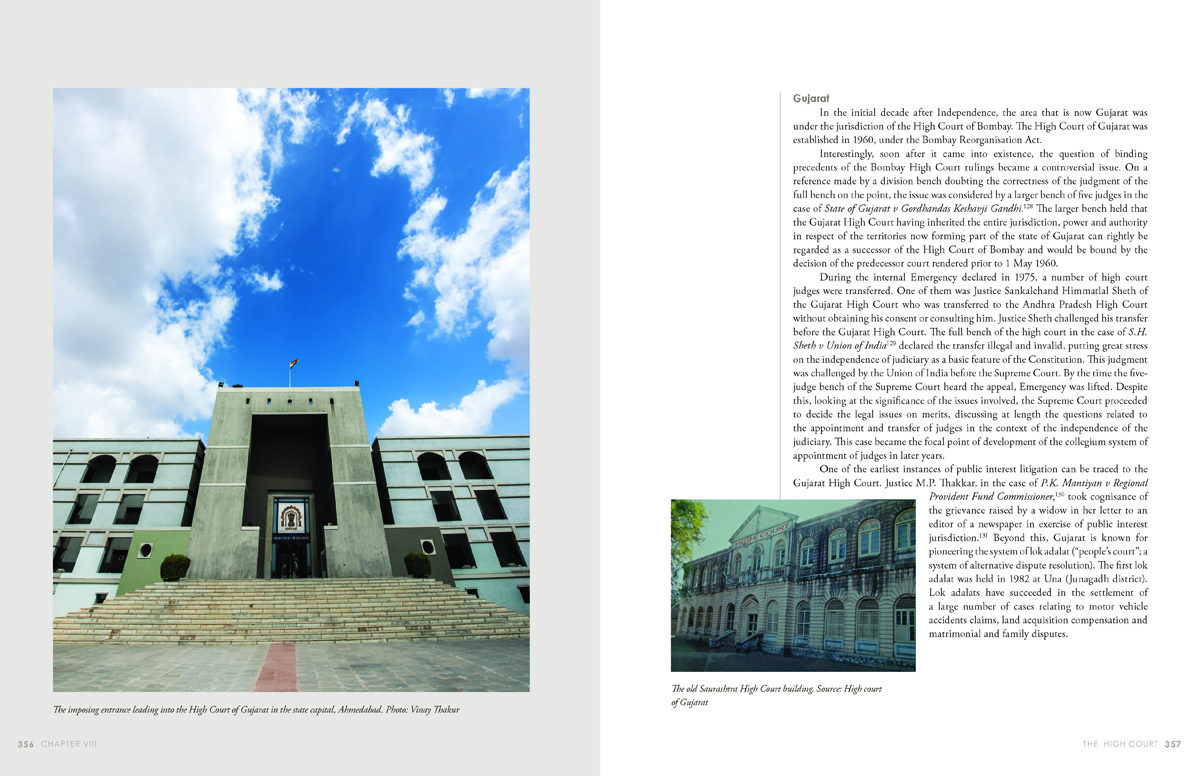 The imposing entrance leading into the High Court of Gujarat in the state capital, Ahmedabad. Photo: Vinay Thakur
356 CHAPTER VIII
Gujarat
In the initial decade after Independence, the area that is now Gujarat was
under the jurisdiction of the High Court of Bombay. The High Court of Gujarat was
established in 1960, under the Bombay Reorganisation Act.
Interestingly, soon after it came into existence, the question of binding
precedents of the Bombay High Court rulings became a controversial issue. On a
reference made by a division bench doubting the correctness of the judgment of the
full bench on the point, the issue was considered by a larger bench of five judges in the
case of State of Gujarat v Gordhandas Keshavji Gandhi.128 The larger bench held that
the Gujarat High Court having inherited the entire jurisdiction, power and authority
in respect of the territories now forming part of the state of Gujarat can rightly be
regarded as a successor of the High Court of Bombay and would be bound by the
decision of the predecessor court rendered prior to 1 May 1960.
During the internal Emergency declared in 1975, a number of high court
judges were transferred. One of them was Justice Sankalchand Himmatlal Sheth of
the Gujarat High Court who was transferred to the Andhra Pradesh High Court
without obtaining his consent or consulting him. Justice Sheth challenged his transfer
before the Gujarat High Court. The full bench of the high court in the case of S.H.
Sheth v Union of India129 declared the transfer illegal and invalid, putting great stress
on the independence of judiciary as a basic feature of the Constitution. This judgment
was challenged by the Union of India before the Supreme Court. By the time the five-
judge bench of the Supreme Court heard the appeal, Emergency was lifted. Despite
this, looking at the significance of the issues involved, the Supreme Court proceeded
to decide the legal issues on merits, discussing at length the questions related to
the appointment and transfer of judges in the context of the independence of the
judiciary. This case became the focal point of development of the collegium system of
appointment of judges in later years.
One of the earliest instances of public interest litigation can be traced to the
Gujarat High Court. Justice M.P. Thakkar, in the case of P.K. Mantiyan v Regional
Provident Fund Commissioner,130 took cognisance of
the grievance raised by a widow in her letter to an
editor of a newspaper in exercise of public interest
jurisdiction.131 Beyond this, Gujarat is known for
pioneering the system of lok adalat (“people’s court”; a
system of alternative dispute resolution). The first lok
adalat was held in 1982 at Una (Junagadh district).
Lok adalats have succeeded in the settlement of
a large number of cases relating to motor vehicle
accidents claims, land acquisition compensation and
matrimonial and family disputes.
HIGH COURT
The old Saurashtra High Court building. Source: High court
of Gujarat
THE HIGH COURT 357